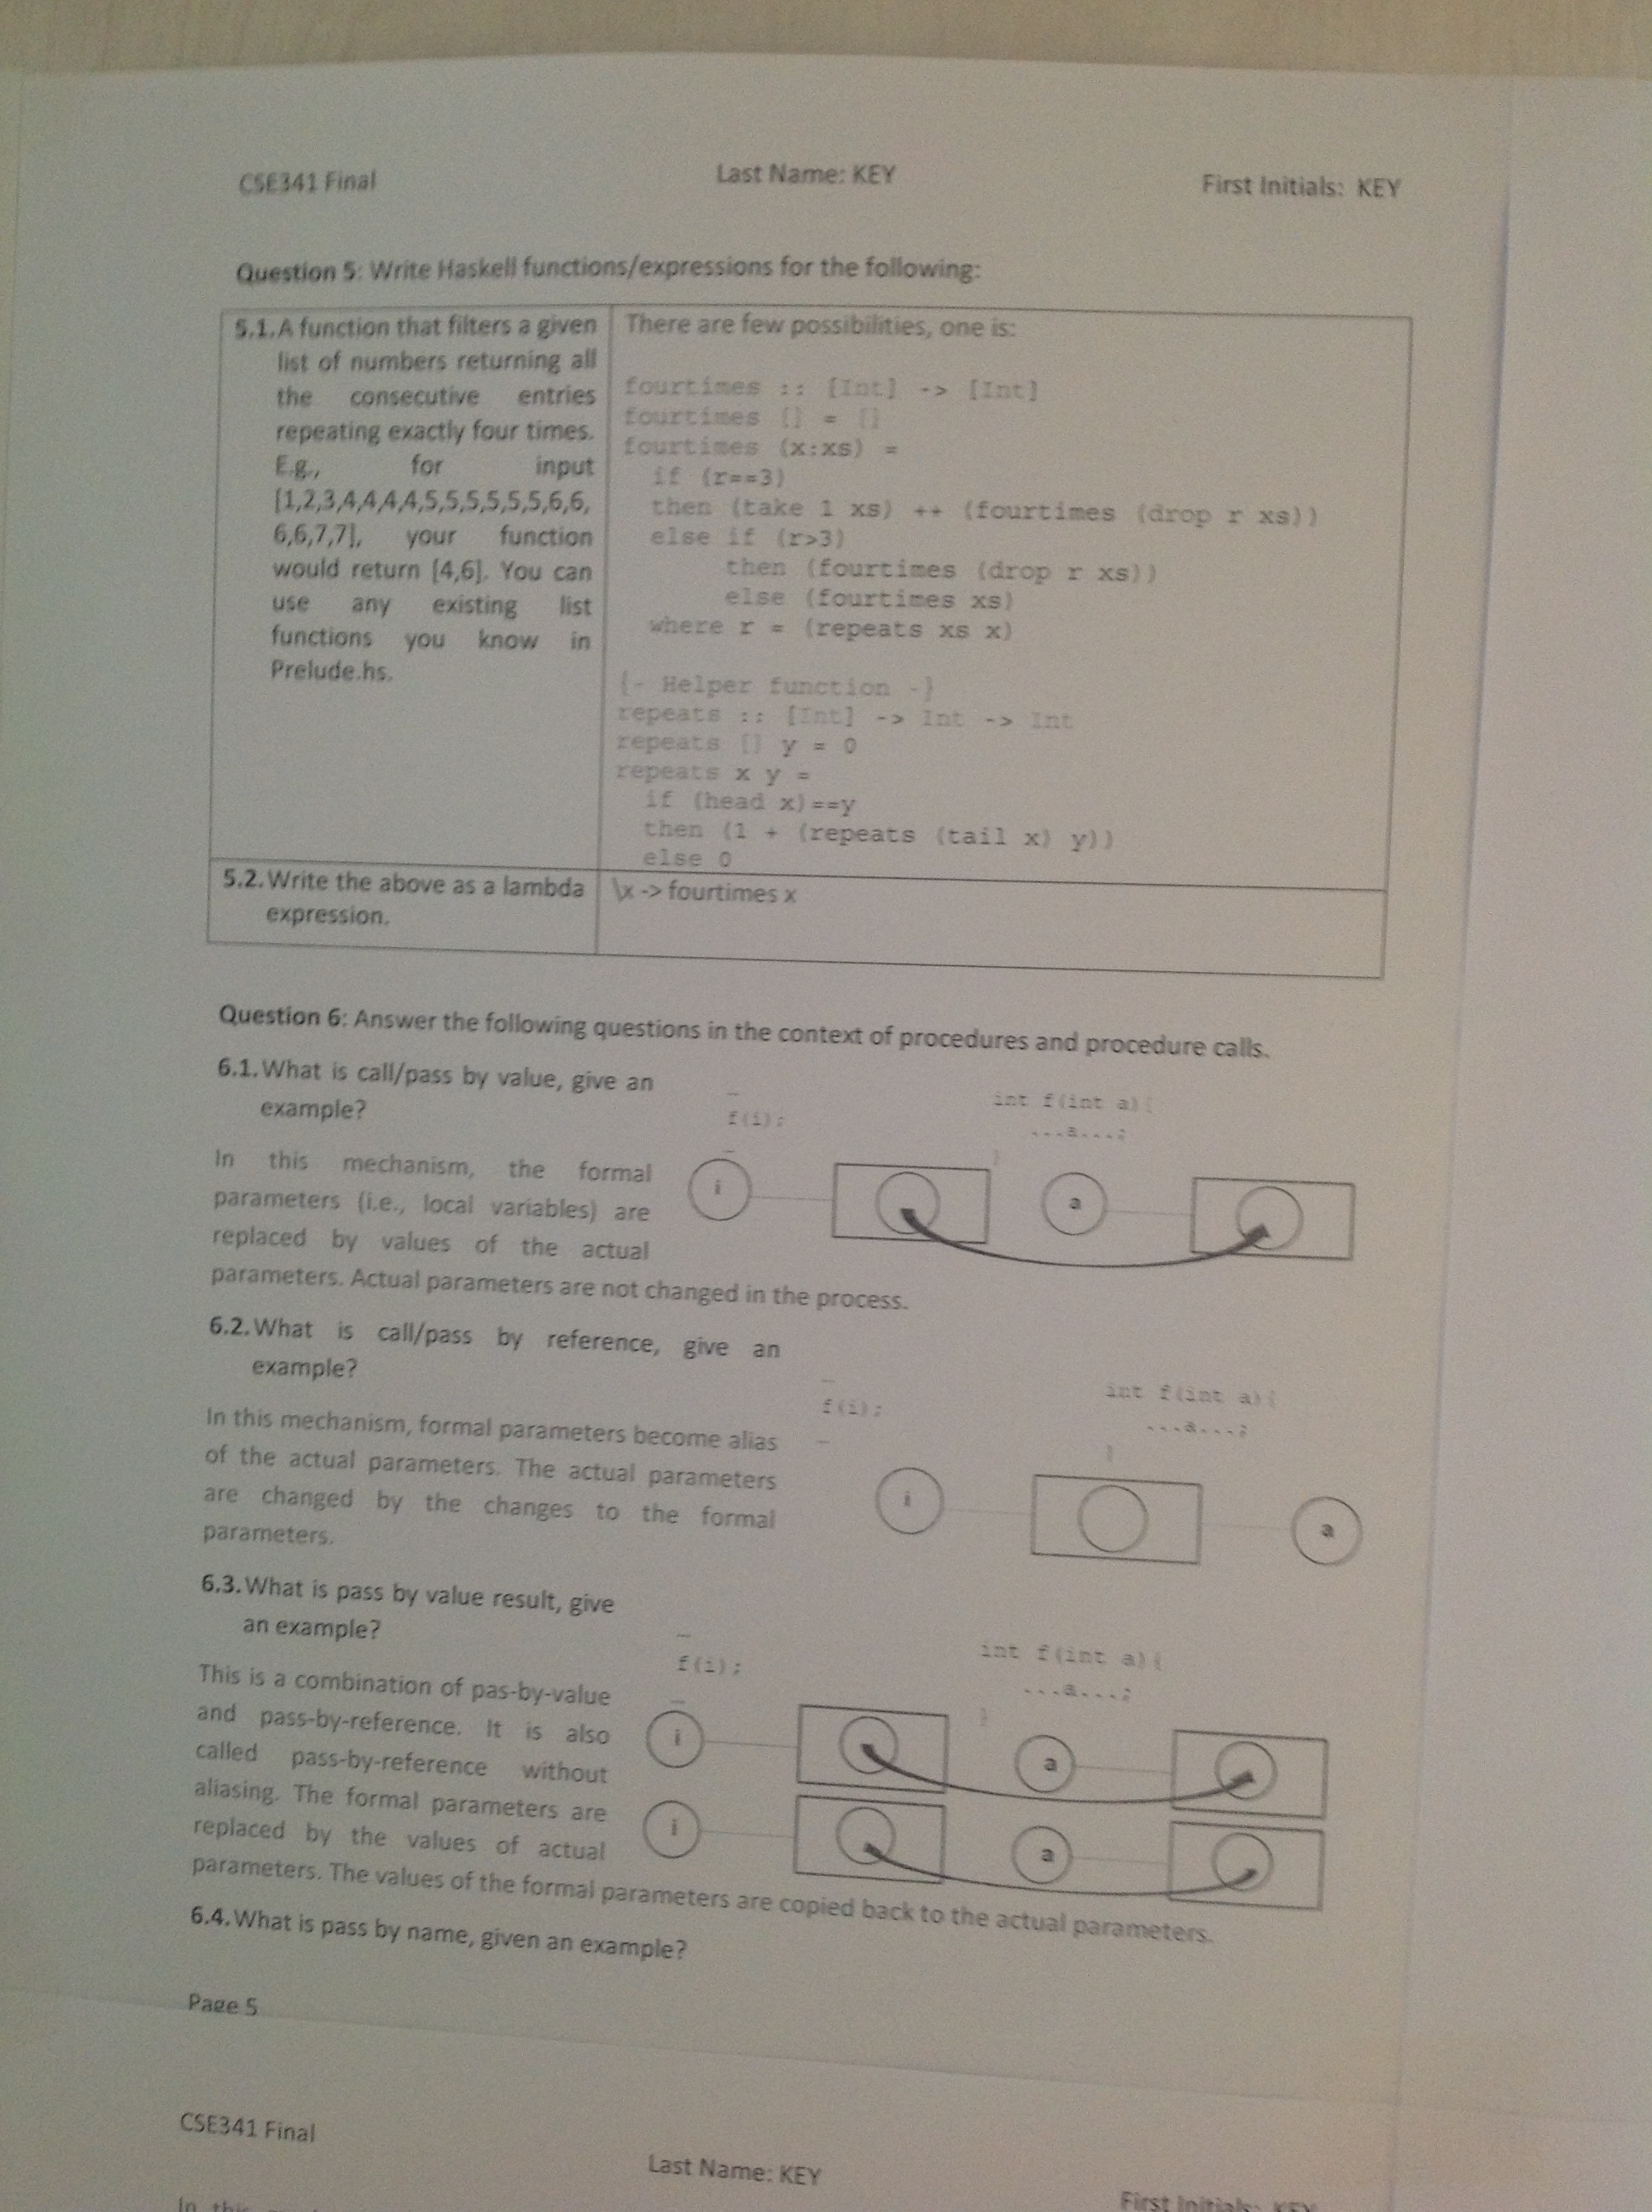 CSE341 Final
Last Name: KEY
First Initials: KEY
Question 5: Write Haskell functions/expressions for the following:
5.1. A function that filters a given
list of numbers returning all
the consecutive entries
repeating exactly four times.
E.g., for input
[1,2,3,4,4,4,4,5,5,5,5,5,5,6,6,
6,6,7,7], your function
would return [4,6]. You can
use any existing list
functions you know in
Prelude.hs.
There are few possibilities, one is:
fourtimes :: [Int] -> [Int]
fourtimes [] = []
fourtimes (x:xs) =
if (r==3)
then (take 1 xs) ++ (fourtimes (drop r xs))
else if (r>3)
then (fourtimes (drop r xs))
else (fourtimes xs)
where r = (repeats xs x)
{- Helper function -}
repeats :: [Int] -> Int -> Int
repeats [] y = 0
repeats x y =
if (head x)==y
then (1 + (repeats (tail x) y))
else 0
5.2. Write the above as a lambda
expression.
\x -> fourtimes x
Question 6: Answer the following questions in the context of procedures and procedure calls.
6.1. What is call/pass by value, give an
example?
In this mechanism, the formal
parameters (i.e., local variables) are
replaced by values of the actual
parameters. Actual parameters are not changed in the process.
f(i);
int f(int a){
...a...;
}
i
a
6.2. What is call/pass by reference, give an
example?
In this mechanism, formal parameters become alias
of the actual parameters. The actual parameters
are changed by the changes to the formal
parameters.
f(i);
int f(int a){
...a...;
}
i
a
6.3. What is pass by value result, give
an example?
This is a combination of pas-by-value
and pass-by-reference. It is also
called pass-by-reference without
aliasing. The formal parameters are
replaced by the values of actual
parameters. The values of the formal parameters are copied back to the actual parameters.
f(i);
int f(int a){
...a...;
}
i
a
i
a
6.4. What is pass by name, given an example?
Page 5
CSE341 Final
Last Name: KEY
First Initials: KEY
In this